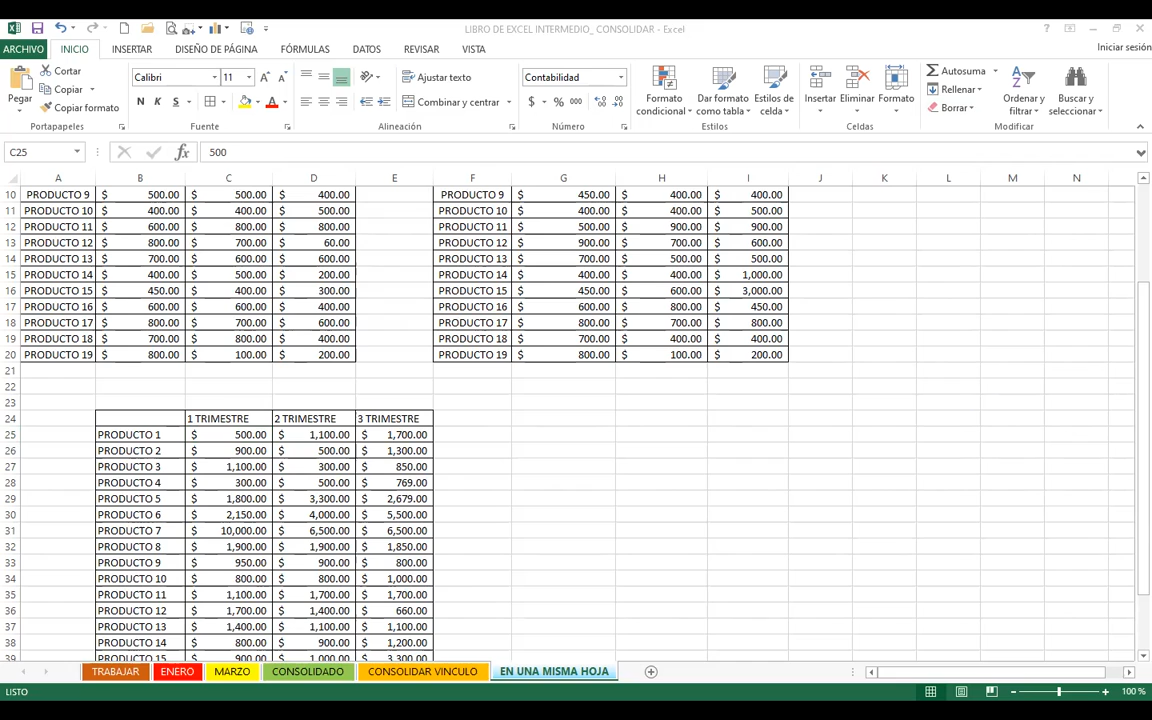 LIBRO DE EXCEL INTERMEDIO_ CONSOLIDAR - Excel
ARCHIVO INICIO INSERTAR DISEÑO DE PÁGINA FÓRMULAS DATOS REVISAR VISTA Iniciar sesión
Pegar Cortar Copiar Copiar formato Calibri 11 N K S Ajustar texto Combinar y centrar Contabilidad $ % 000 Formato condicional Dar formato como tabla Estilos de celda Insertar Eliminar Formato Autosuma Rellenar Borrar Ordenar y filtrar Buscar y seleccionar
Portapapeles Fuente Alineación Número Estilos Celdas Modificar
C25 fx 500
A B C D E F G H I J K L M N
10 PRODUCTO 9 $ 500.00 $ 500.00 $ 400.00 PRODUCTO 9 $ 450.00 $ 400.00 $ 400.00
11 PRODUCTO 10 $ 400.00 $ 400.00 $ 500.00 PRODUCTO 10 $ 400.00 $ 400.00 $ 500.00
12 PRODUCTO 11 $ 600.00 $ 800.00 $ 800.00 PRODUCTO 11 $ 500.00 $ 900.00 $ 900.00
13 PRODUCTO 12 $ 800.00 $ 700.00 $ 60.00 PRODUCTO 12 $ 900.00 $ 700.00 $ 600.00
14 PRODUCTO 13 $ 700.00 $ 600.00 $ 600.00 PRODUCTO 13 $ 700.00 $ 500.00 $ 500.00
15 PRODUCTO 14 $ 400.00 $ 500.00 $ 200.00 PRODUCTO 14 $ 400.00 $ 400.00 $ 1,000.00
16 PRODUCTO 15 $ 450.00 $ 400.00 $ 300.00 PRODUCTO 15 $ 450.00 $ 600.00 $ 3,000.00
17 PRODUCTO 16 $ 600.00 $ 600.00 $ 400.00 PRODUCTO 16 $ 600.00 $ 800.00 $ 450.00
18 PRODUCTO 17 $ 800.00 $ 700.00 $ 600.00 PRODUCTO 17 $ 800.00 $ 700.00 $ 800.00
19 PRODUCTO 18 $ 700.00 $ 800.00 $ 400.00 PRODUCTO 18 $ 700.00 $ 400.00 $ 400.00
20 PRODUCTO 19 $ 800.00 $ 100.00 $ 200.00 PRODUCTO 19 $ 800.00 $ 100.00 $ 200.00
21
22
23
24 1 TRIMESTRE 2 TRIMESTRE 3 TRIMESTRE
25 PRODUCTO 1 $ 500.00 $ 1,100.00 $ 1,700.00
26 PRODUCTO 2 $ 900.00 $ 500.00 $ 1,300.00
27 PRODUCTO 3 $ 1,100.00 $ 300.00 $ 850.00
28 PRODUCTO 4 $ 300.00 $ 500.00 $ 769.00
29 PRODUCTO 5 $ 1,800.00 $ 3,300.00 $ 2,679.00
30 PRODUCTO 6 $ 2,150.00 $ 4,000.00 $ 5,500.00
31 PRODUCTO 7 $ 10,000.00 $ 6,500.00 $ 6,500.00
32 PRODUCTO 8 $ 1,900.00 $ 1,900.00 $ 1,850.00
33 PRODUCTO 9 $ 950.00 $ 900.00 $ 800.00
34 PRODUCTO 10 $ 800.00 $ 800.00 $ 1,000.00
35 PRODUCTO 11 $ 1,100.00 $ 1,700.00 $ 1,700.00
36 PRODUCTO 12 $ 1,700.00 $ 1,400.00 $ 660.00
37 PRODUCTO 13 $ 1,400.00 $ 1,100.00 $ 1,100.00
38 PRODUCTO 14 $ 800.00 $ 900.00 $ 1,200.00
39 PRODUCTO 15 $ 900.00 $ 1,000.00 $ 3,300.00
TRABAJAR ENERO MARZO CONSOLIDADO CONSOLIDAR VINCULO EN UNA MISMA HOJA
LISTO 100 %